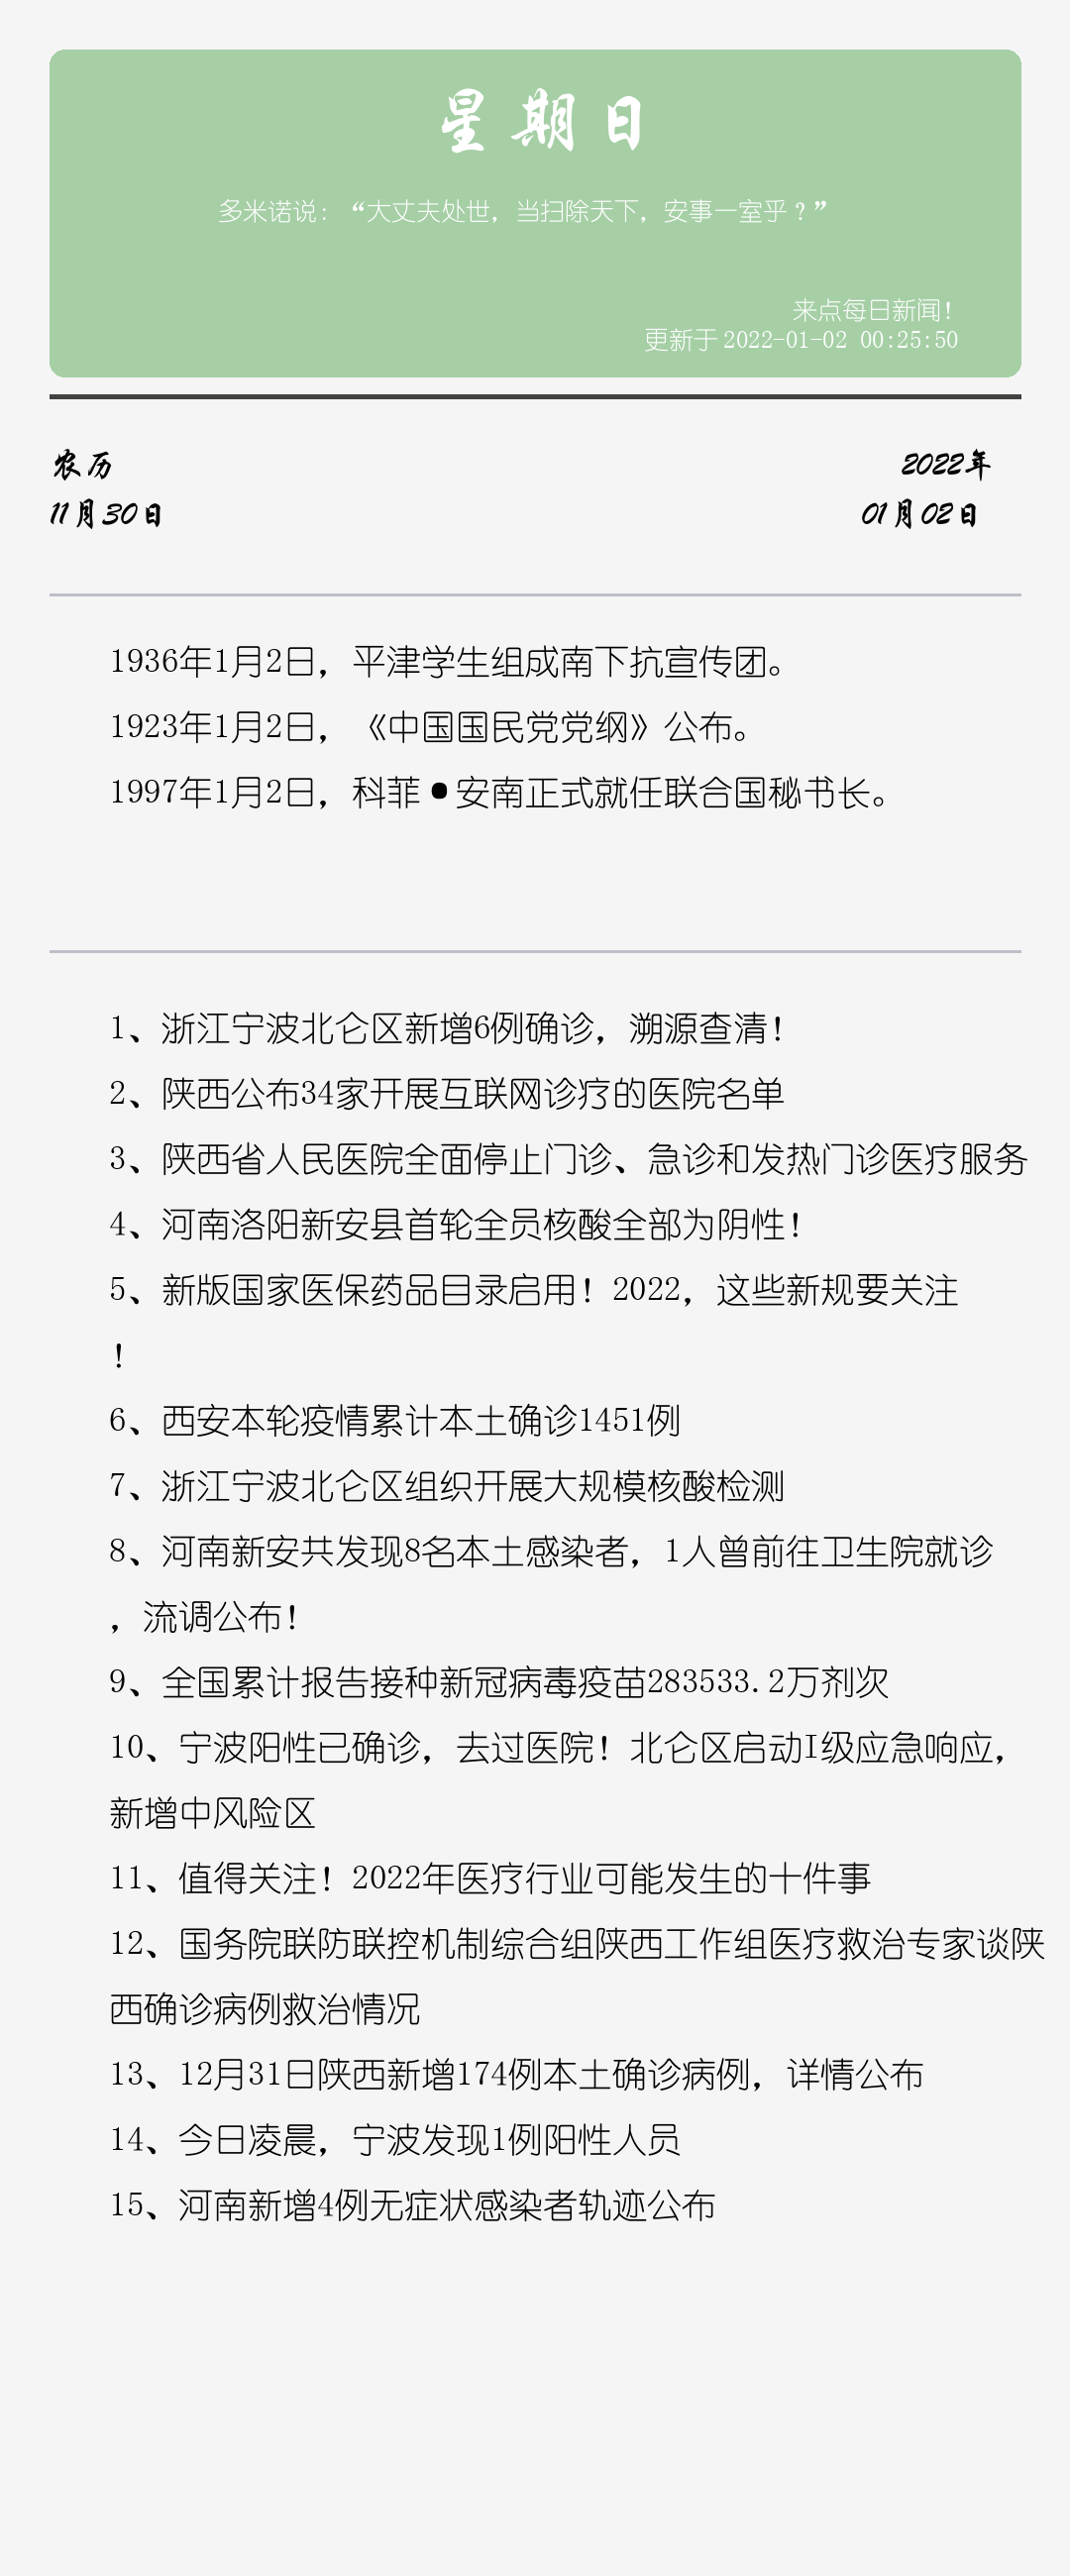 星期日
多米诺说：“大丈夫处世，当扫除天下，安事一室乎？”
来点每日新闻！
更新于2022-01-02 00:25:50
农历
2022年
11月30日
01月02日
1936年1月2日，平津学生组成南下抗宣传团。
1923年1月2日，《中国国民党党纲》公布。
1997年1月2日，科菲•安南正式就任联合国秘书长。
1、浙江宁波北仑区新增6例确诊，溯源查清！
2、陕西公布34家开展互联网诊疗的医院名单
3、陕西省人民医院全面停止门诊、急诊和发热门诊医疗服务
4、河南洛阳新安县首轮全员核酸全部为阴性！
5、新版国家医保药品目录启用！2022，这些新规要关注
！
6、西安本轮疫情累计本土确诊1451例
7、浙江宁波北仑区组织开展大规模核酸检测
8、河南新安共发现8名本土感染者，1人曾前往卫生院就诊
，流调公布！
9、全国累计报告接种新冠病毒疫苗283533.2万剂次
10、宁波阳性已确诊，去过医院！北仑区启动I级应急响应，
新增中风险区
11、值得关注！2022年医疗行业可能发生的十件事
12、国务院联防联控机制综合组陕西工作组医疗救治专家谈陕
西确诊病例救治情况
13、12月31日陕西新增174例本土确诊病例，详情公布
14、今日凌晨，宁波发现1例阳性人员
15、河南新增4例无症状感染者轨迹公布